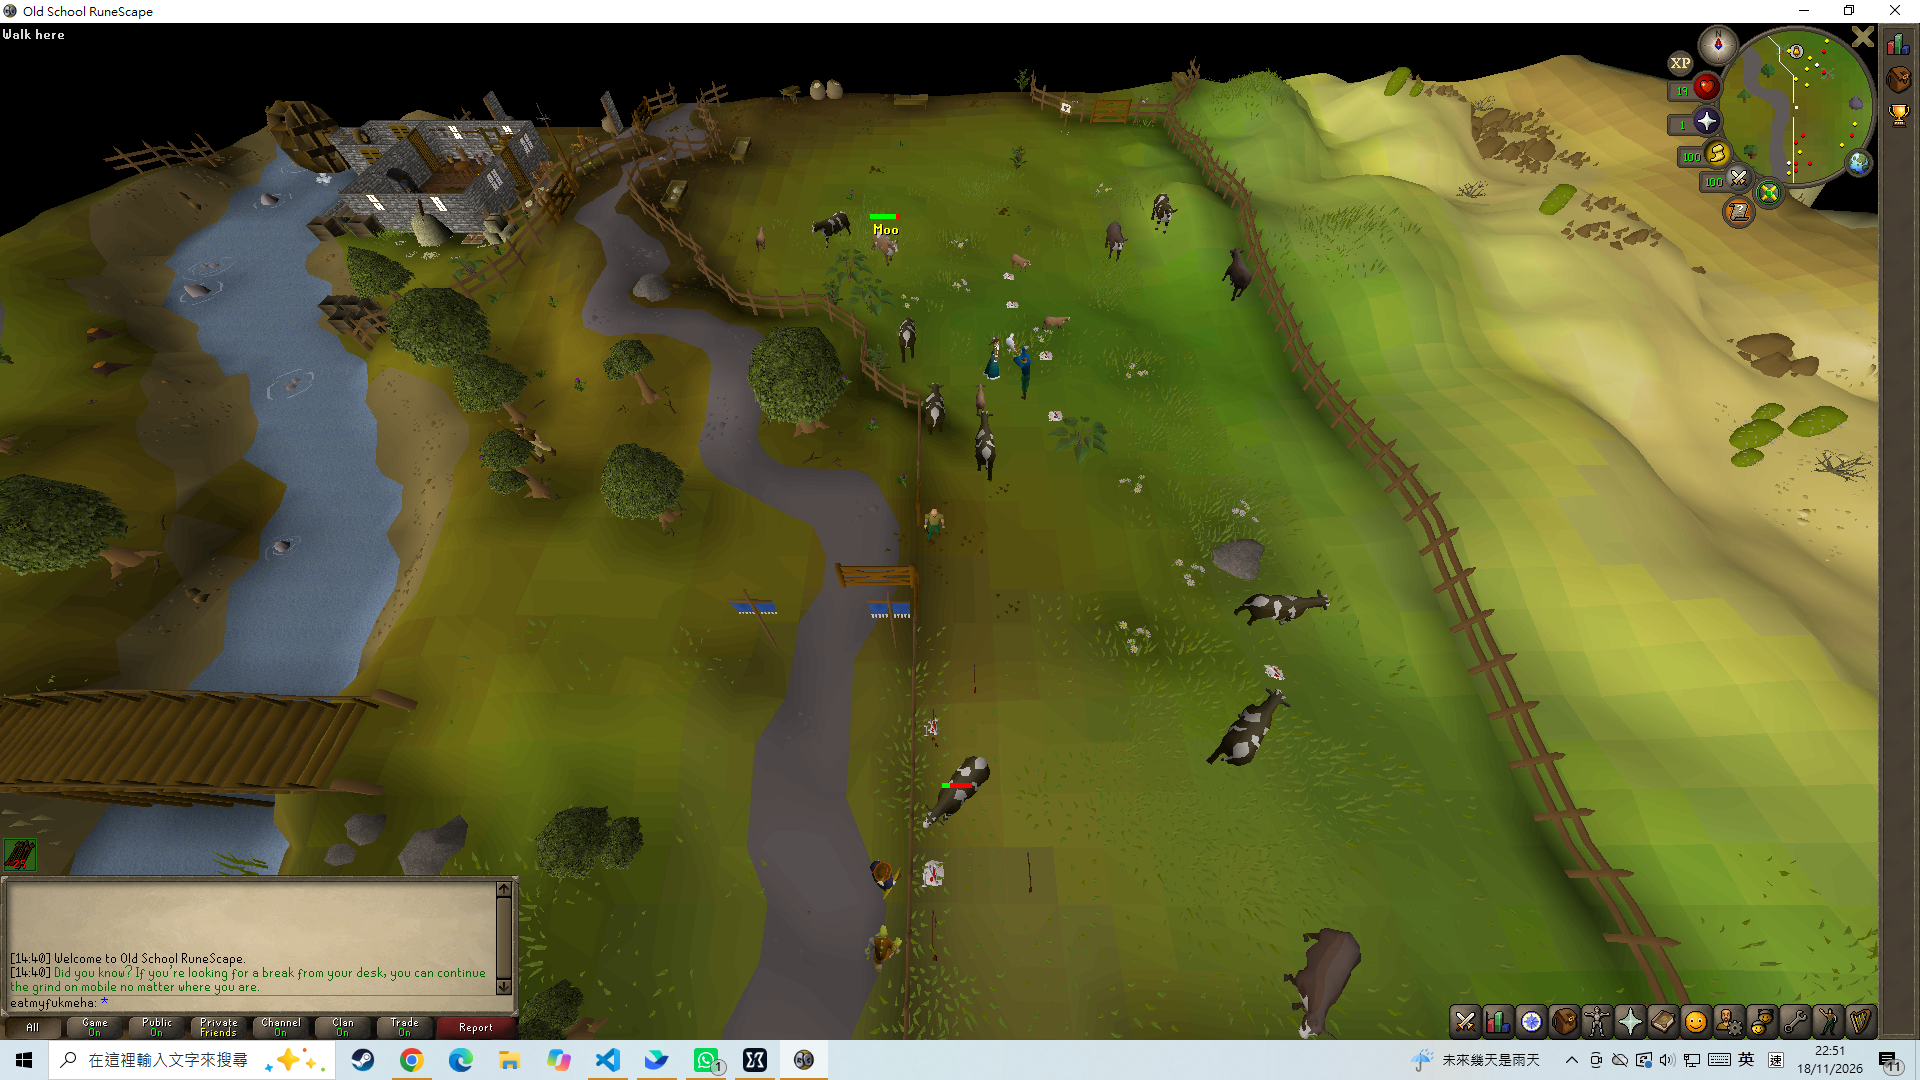 Old School RuneScape
Walk here
N
XP
19
1
100
100
Moo
25
[14:40] Welcome to Old School RuneScape.
[14:40] Did you know? If you're looking for a break from your desk, you can continue
the grind on mobile no matter where you are.
eatmyfukmeha: *
All
Game
On
Public
On
Private
Friends
Channel
On
Clan
On
Trade
On
Report
在這裡輸入文字來搜尋
1
未來幾天是雨天
英
速
22:51
18/11/2026
11